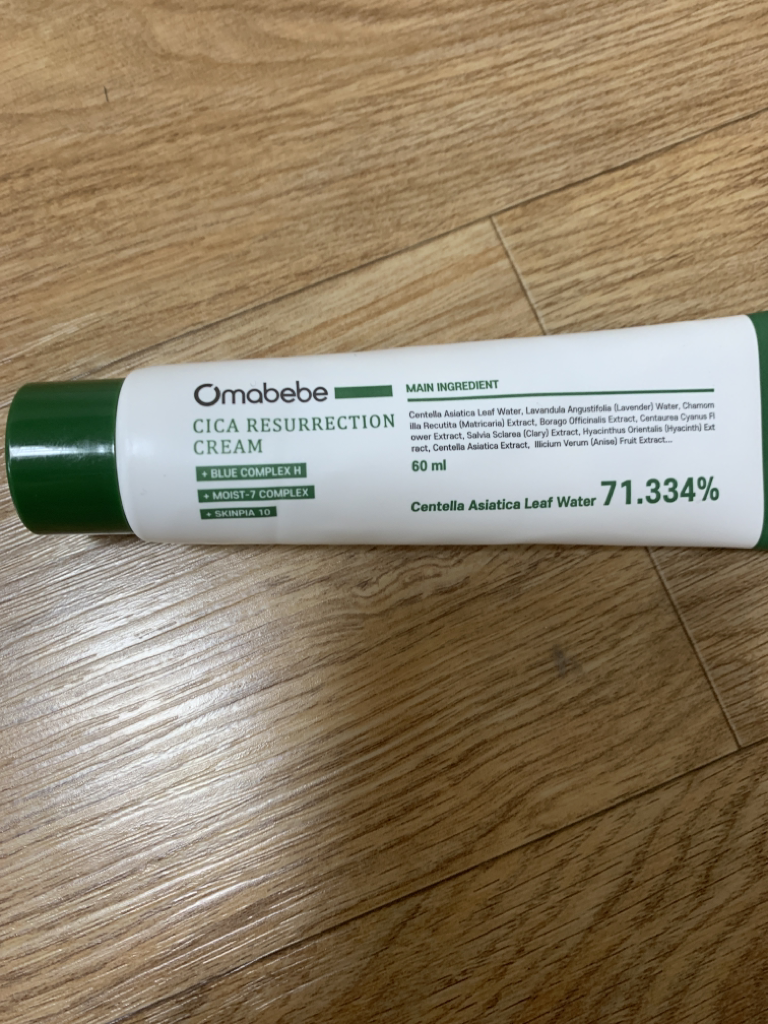 Omabebe
CICA RESURRECTION
CREAM
+ BLUE COMPLEX H
+ MOIST-7 COMPLEX
+ SKINPIA 10
MAIN INGREDIENT
Centella Asiatica Leaf Water, Lavandula Angustifolia (Lavender) Water, Chamom
illa Recutita (Matricaria) Extract, Borago Officinalis Extract, Centaurea Cyanus Fl
ower Extract, Salvia Sclarea (Clary) Extract, Hyacinthus Orientalis (Hyacinth) Ext
ract, Centella Asiatica Extract, Illicium Verum (Anise) Fruit Extract...
60 ml
Centella Asiatica Leaf Water 71.334%